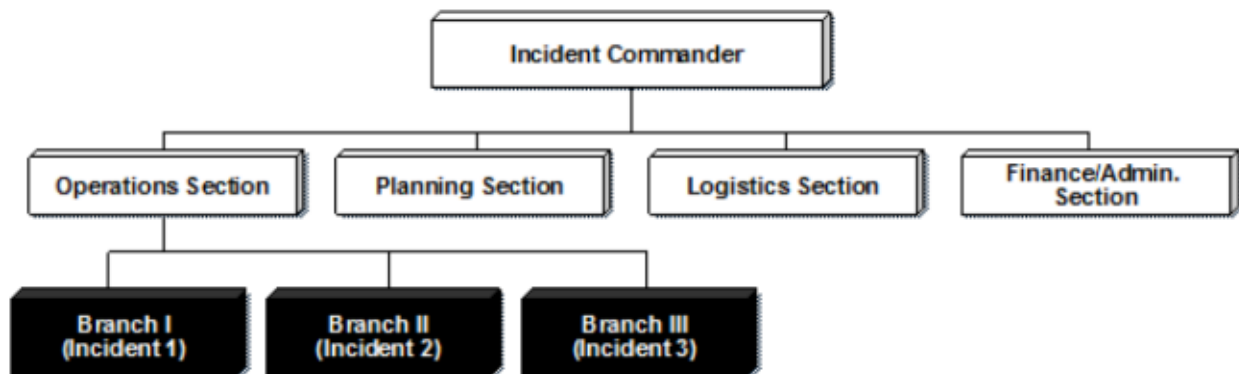 Incident Commander
Operations Section
Planning Section
Logistics Section
Finance/Admin.
Section
Branch I
(Incident 1)
Branch II
(Incident 2)
Branch III
(Incident 3)